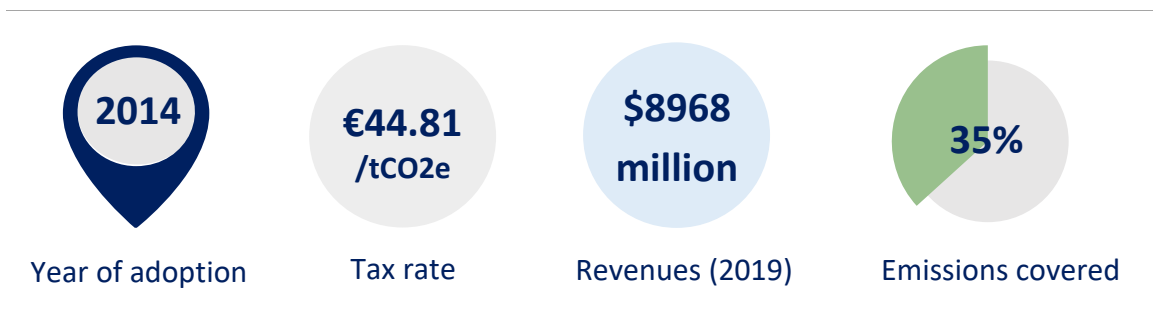 2014
€44.81
/tCO2e
$8968
million
35%
Year of adoption
Tax rate
Revenues (2019)
Emissions covered